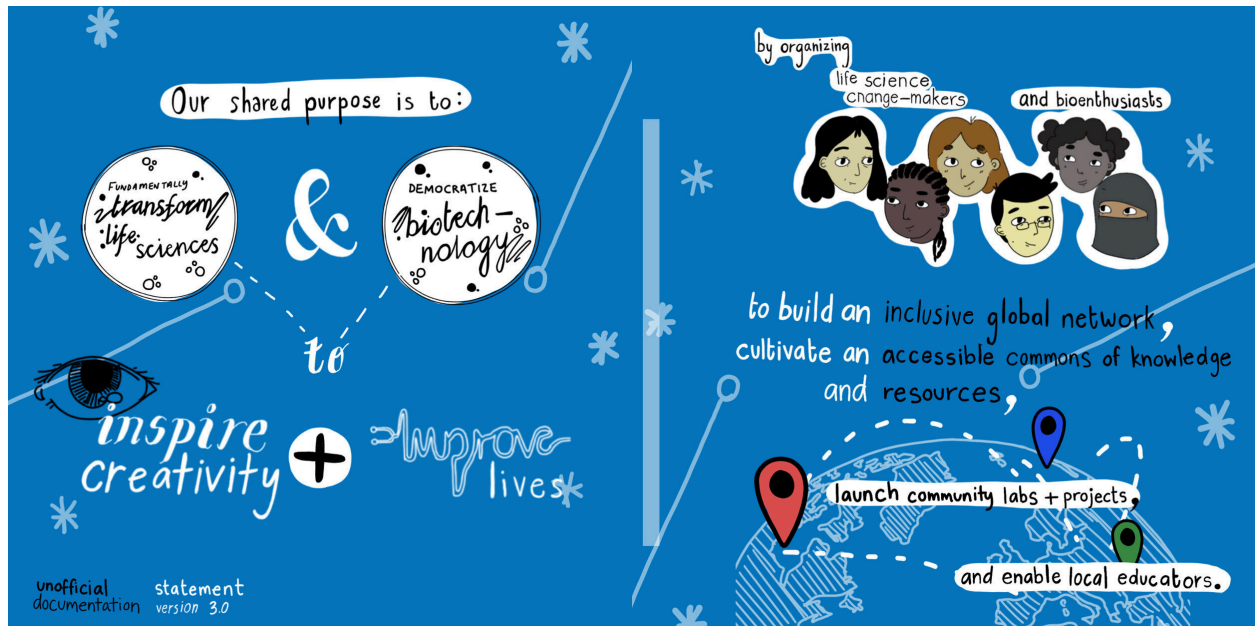 Our shared purpose is to:
FUNDAMENTALLY
transform
life
sciences
&
DEMOCRATIZE
biotech-
nology
to
inspire
creativity
+
Improve
lives
unofficial
documentation
statement
version 3.0
by organizing
life science
change-makers
and bioenthusiasts
to build an inclusive global network,
cultivate an accessible commons of knowledge
and resources,
launch community labs + projects,
and enable local educators.